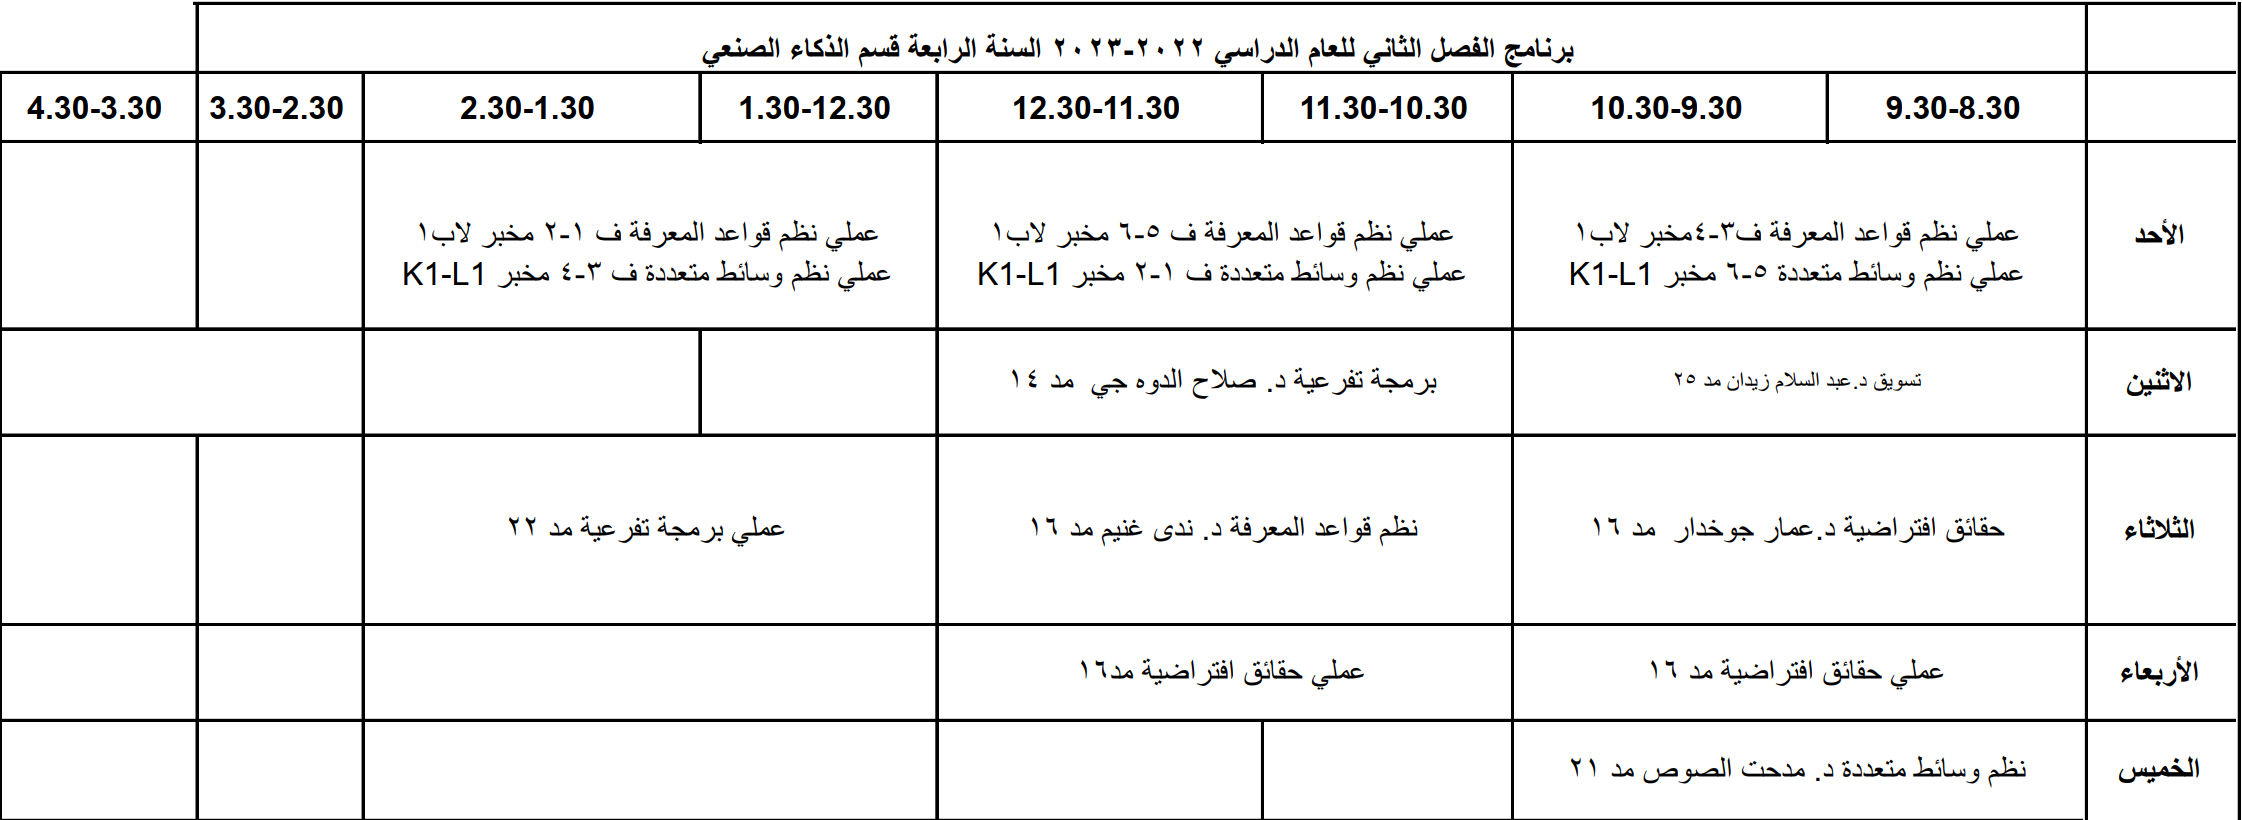 برنامج الفصل الثاني للعام الدراسي ٢٠٢٢-٢٠٢٣ السنة الرابعة قسم الذكاء الصنعي
9.30-8.30
10.30-9.30
11.30-10.30
12.30-11.30
1.30-12.30
2.30-1.30
3.30-2.30
4.30-3.30
الأحد
عملي نظم قواعد المعرفة ف٣-٤مخبر لاب١
عملي نظم وسائط متعددة ٥-٦ مخبر K1-L1
عملي نظم قواعد المعرفة ف ٥-٦ مخبر لاب١
عملي نظم وسائط متعددة ف ١-٢ مخبر K1-L1
عملي نظم قواعد المعرفة ف ١-٢ مخبر لاب١
عملي نظم وسائط متعددة ف ٣-٤ مخبر K1-L1
الاثنين
تسويق د.عبد السلام زيدان مد ٢٥
برمجة تفرعية د. صلاح الدوه جي مد ١٤
الثلاثاء
حقائق افتراضية د.عمار جوخدار مد ١٦
نظم قواعد المعرفة د. ندى غنيم مد ١٦
عملي برمجة تفرعية مد ٢٢
الأربعاء
عملي حقائق افتراضية مد ١٦
عملي حقائق افتراضية مد١٦
الخميس
نظم وسائط متعددة د. مدحت الصوص مد ٢١